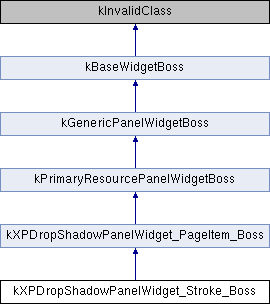 kInvalidClass
kBaseWidgetBoss
kGenericPanelWidgetBoss
kPrimaryResourcePanelWidgetBoss
kXPDropShadowPanelWidget_PageItem_Boss
kXPDropShadowPanelWidget_Stroke_Boss